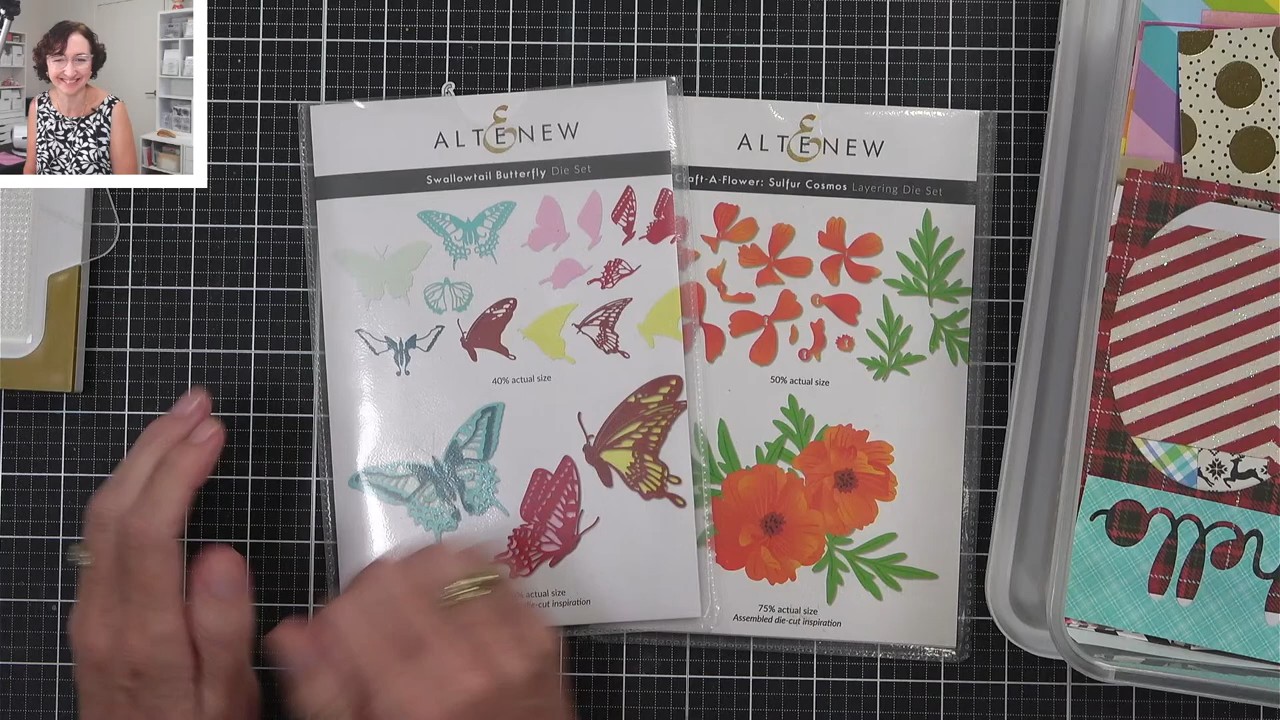 ALTENEW
Swallowtail Butterfly Die Set
40% actual size
actual size
die-cut inspiration
ALTENEW
Craft-A-Flower: Sulfur Cosmos Layering Die Set
50% actual size
75% actual size
Assembled die-cut inspiration